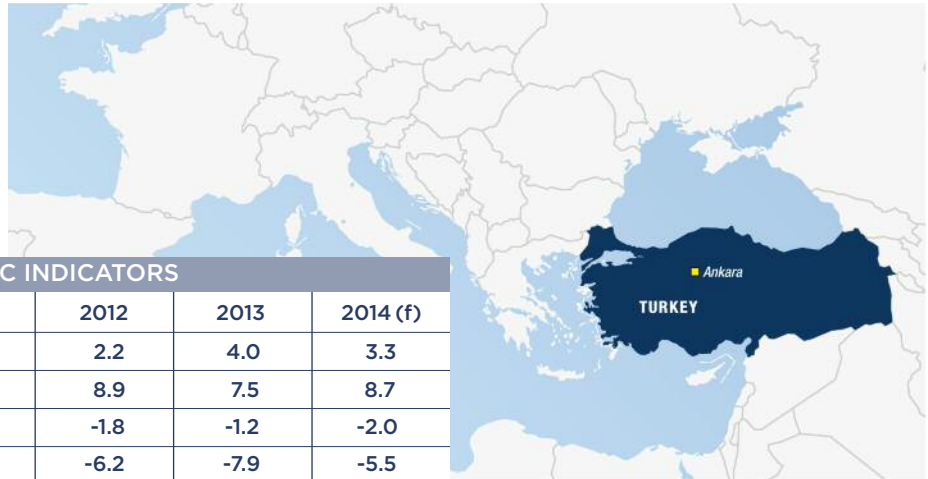 Ankara
TURKEY
C INDICATORS
2012 2013 2014 (f)
2.2 4.0 3.3
8.9 7.5 8.7
-1.8 -1.2 -2.0
-6.2 -7.9 -5.5